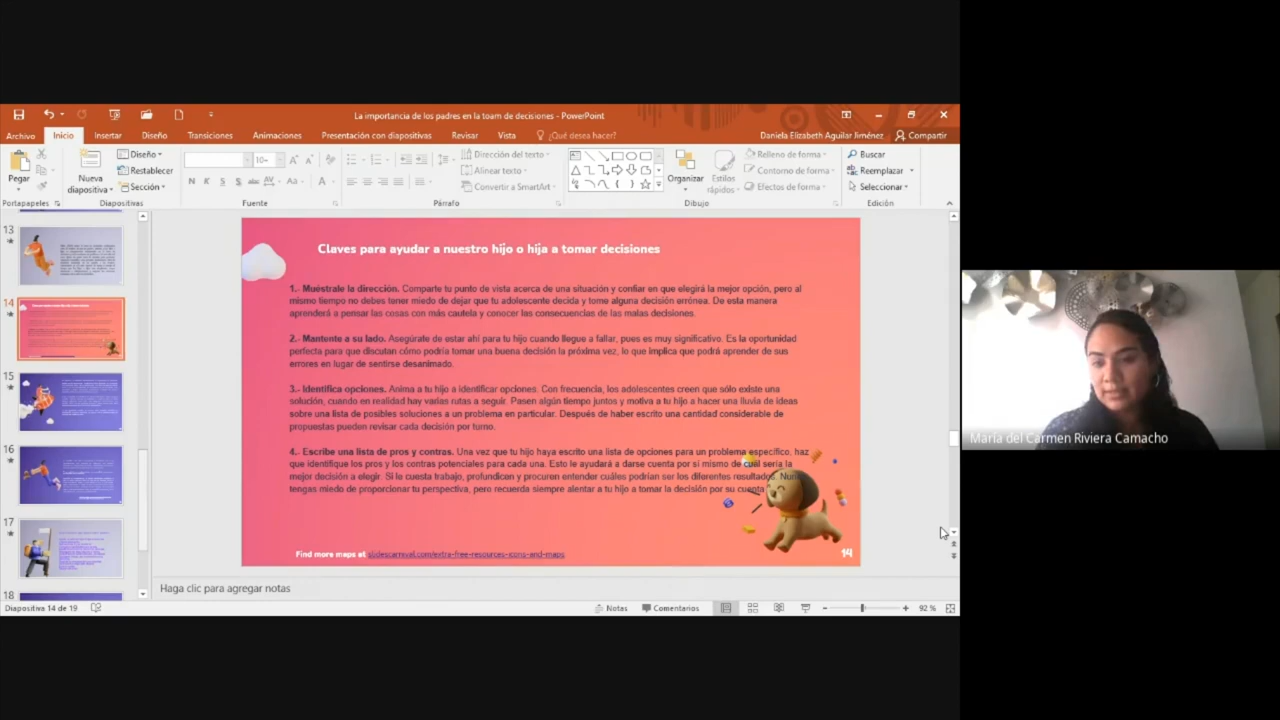 La importancia de los padres en la toam de decisiones - PowerPoint
Archivo Inicio Insertar Diseño Transiciones Animaciones Presentación con diapositivas Revisar Vista ¿Qué desea hacer? Daniela Elizabeth Aguilar Jiménez Compartir
Pegar
Nueva diapositiva
Diseño
Restablecer
Sección
10
N K S S abc AV Aa A
Dirección del texto
Alinear texto
Convertir a SmartArt
Organizar
Estilos rápidos
Relleno de forma
Contorno de forma
Efectos de forma
Buscar
Reemplazar
Seleccionar
Portapapeles Diapositivas Fuente Párrafo Dibujo Edición
13
14
15
16
17
18
Claves para ayudar a nuestro hijo o hija a tomar decisiones
1.- Muéstrale la dirección. Comparte tu punto de vista acerca de una situación y confiar en que elegirá la mejor opción, pero al
mismo tiempo no debes tener miedo de dejar que tu adolescente decida y tome alguna decisión errónea. De esta manera
aprenderá a pensar las cosas con más cautela y conocer las consecuencias de las malas decisiones.
2.- Mantente a su lado. Asegúrate de estar ahí para tu hijo cuando llegue a fallar, pues es muy significativo. Es la oportunidad
perfecta para que discutan cómo podría tomar una buena decisión la próxima vez, lo que implica que podrá aprender de sus
errores en lugar de sentirse desanimado.
3.- Identifica opciones. Anima a tu hijo a identificar opciones. Con frecuencia, los adolescentes creen que sólo existe una
solución, cuando en realidad hay varias rutas a seguir. Pasen algún tiempo juntos y motiva a tu hijo a hacer una lluvia de ideas
sobre una lista de posibles soluciones a un problema en particular. Después de haber escrito una cantidad considerable de
propuestas pueden revisar cada decisión por turno.
4.- Escribe una lista de pros y contras. Una vez que tu hijo haya escrito una lista de opciones para un problema específico, haz
que identifique los pros y los contras potenciales para cada una. Esto le ayudará a darse cuenta por sí mismo de cuál sería la
mejor decisión a elegir. Si le cuesta trabajo, profundicen y procuren entender cuáles podrían ser los diferentes resultados. Nunca
tengas miedo de proporcionar tu perspectiva, pero recuerda siempre alentar a tu hijo a tomar la decisión por su cuenta
Find more maps at slidescarnival.com/extra-free-resources-icons-and-maps
14
Haga clic para agregar notas
Diapositiva 14 de 19 Notas Comentarios 92 %
María del Carmen Riviera Camacho